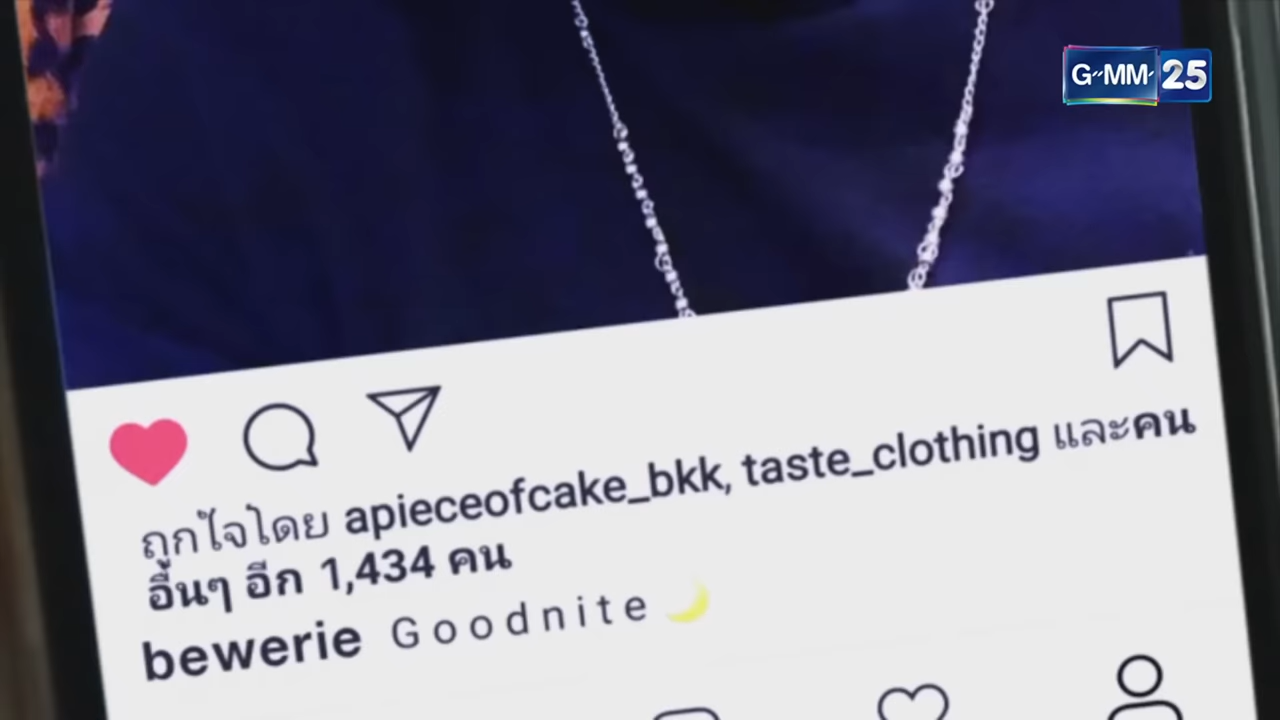 GMM 25
ถูกใจโดย apieceofcake_bkk, taste_clothing และคน
อื่นๆ อีก 1,434 คน
bewerie Goodnite 🌙